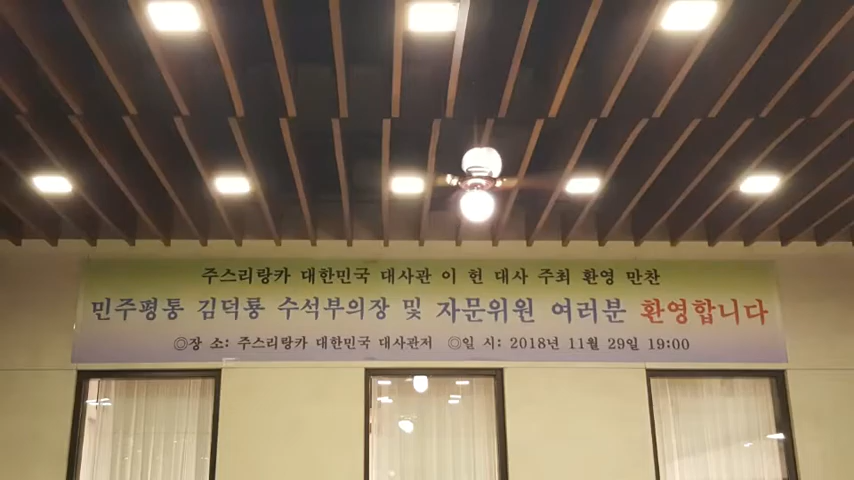 주스리랑카 대한민국 대사관 이 헌 대사 주최 환영 만찬
민주평통 김덕룡 수석부의장 및 자문위원 여러분 환영합니다
◎장 소: 주스리랑카 대한민국 대사관저 ◎일 시: 2018년 11월 29일 19:00